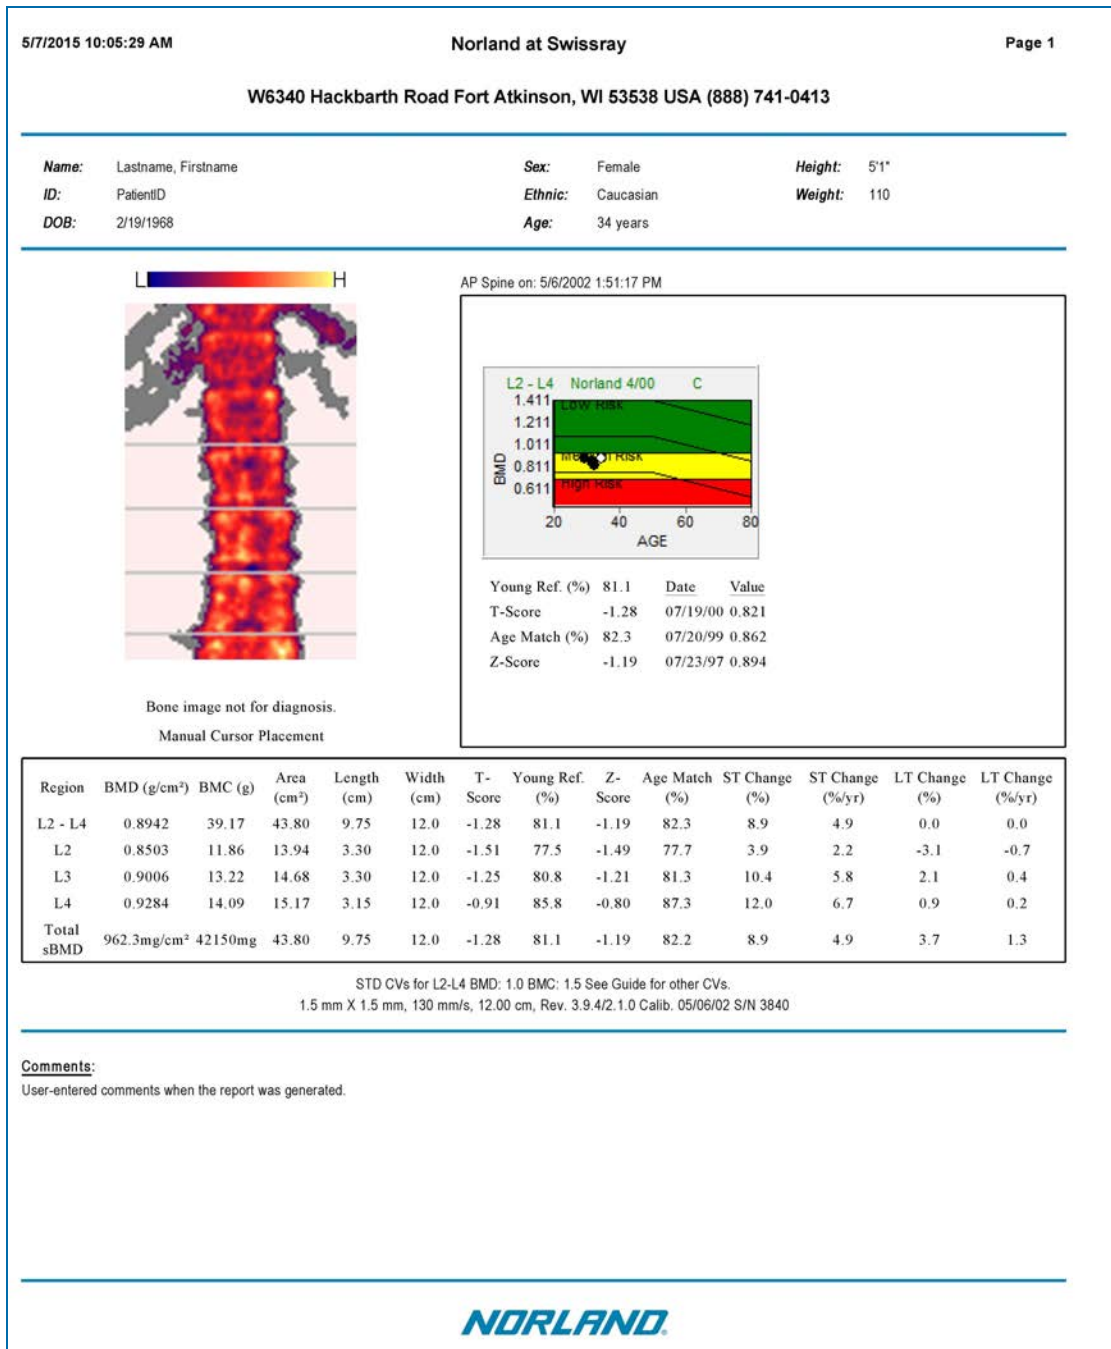 5/7/2015 10:05:29 AM Norland at Swissray Page 1
W6340 Hackbarth Road Fort Atkinson, WI 53538 USA (888) 741-0413
Name: Lastname, Firstname Sex: Female Height: 5'1"
ID: PatientID Ethnic: Caucasian Weight: 110
DOB: 2/19/1968 Age: 34 years
L H
AP Spine on: 5/6/2002 1:51:17 PM
L2 - L4 Norland 4/00 C
1.411
1.211
1.011
0.811
0.611
BMD
Low Risk
Medium Risk
High Risk
20 40 60 80
AGE
Young Ref. (%) 81.1 Date Value
T-Score -1.28 07/19/00 0.821
Age Match (%) 82.3 07/20/99 0.862
Z-Score -1.19 07/23/97 0.894
Bone image not for diagnosis.
Manual Cursor Placement
Region BMD (g/cm²) BMC (g) Area (cm²) Length (cm) Width (cm) T-Score Young Ref. (%) Z-Score Age Match (%) ST Change (%) ST Change (%/yr) LT Change (%) LT Change (%/yr)
L2 - L4 0.8942 39.17 43.80 9.75 12.0 -1.28 81.1 -1.19 82.3 8.9 4.9 0.0 0.0
L2 0.8503 11.86 13.94 3.30 12.0 -1.51 77.5 -1.49 77.7 3.9 2.2 -3.1 -0.7
L3 0.9006 13.22 14.68 3.30 12.0 -1.25 80.8 -1.21 81.3 10.4 5.8 2.1 0.4
L4 0.9284 14.09 15.17 3.15 12.0 -0.91 85.8 -0.80 87.3 12.0 6.7 0.9 0.2
Total sBMD 962.3mg/cm² 42150mg 43.80 9.75 12.0 -1.28 81.1 -1.19 82.2 8.9 4.9 3.7 1.3
STD CVs for L2-L4 BMD: 1.0 BMC: 1.5 See Guide for other CVs.
1.5 mm X 1.5 mm, 130 mm/s, 12.00 cm, Rev. 3.9.4/2.1.0 Calib. 05/06/02 S/N 3840
Comments:
User-entered comments when the report was generated.
NORLAND®